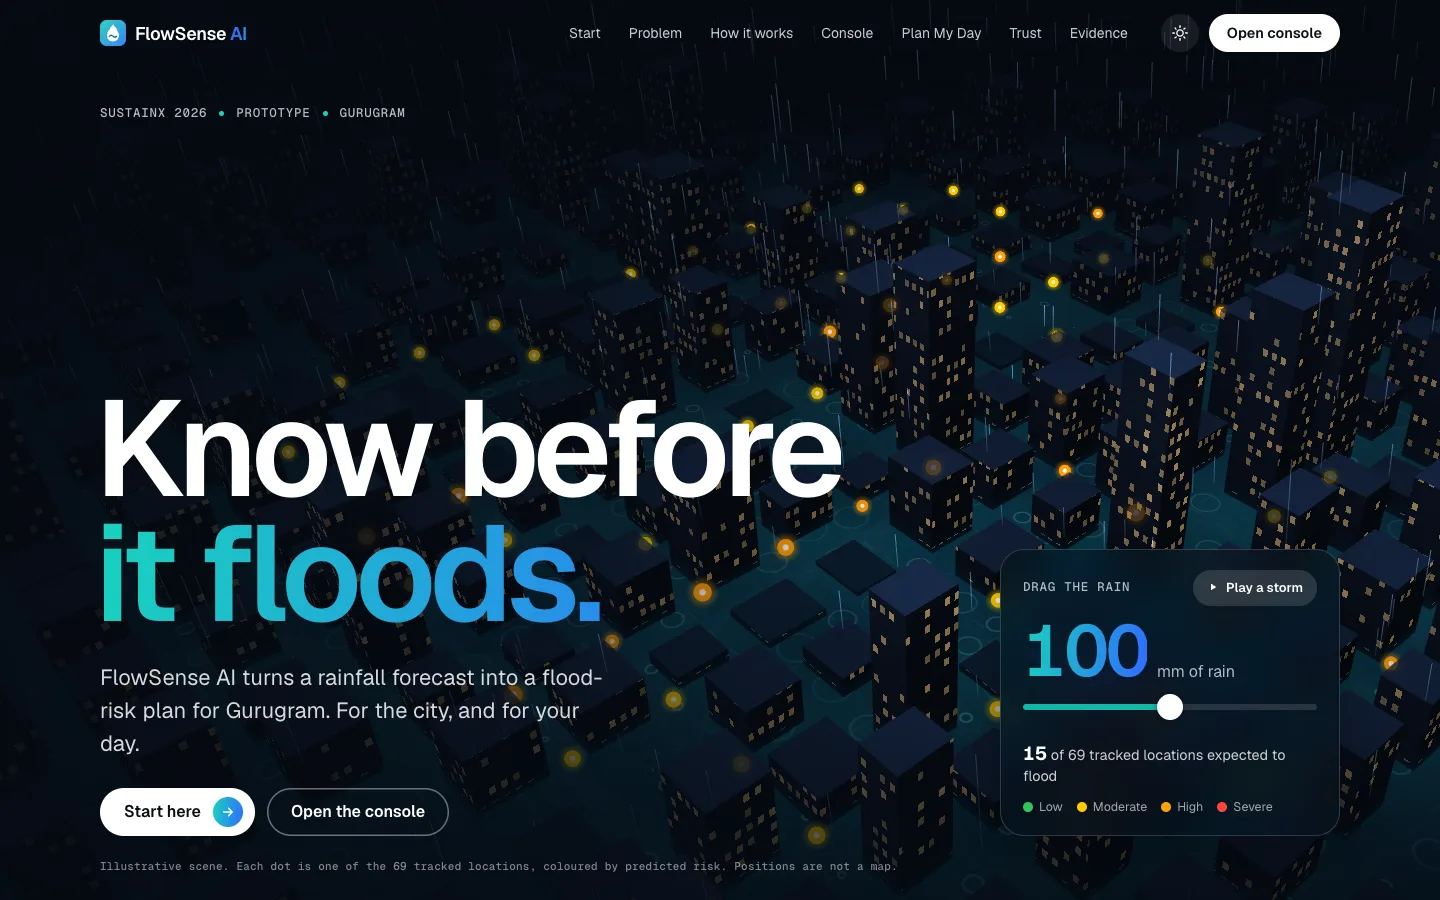 FlowSense AI
Start
Problem
How it works
Console
Plan My Day
Trust
Evidence
Open console
SUSTAINX 2026 • PROTOTYPE • GURUGRAM
Know before
it floods.
FlowSense AI turns a rainfall forecast into a flood-
risk plan for Gurugram. For the city, and for your
day.
Start here
Open the console
Illustrative scene. Each dot is one of the 69 tracked locations, coloured by predicted risk. Positions are not a map.
DRAG THE RAIN
Play a storm
100 mm of rain
15 of 69 tracked locations expected to
flood
Low
Moderate
High
Severe